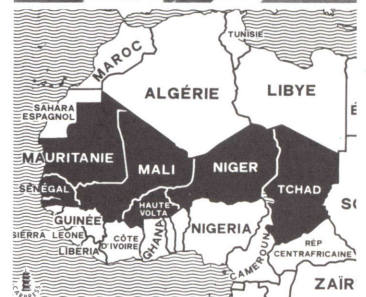 TUNISIE
MAROC
ALGÉRIE
LIBYE
SAHARA
ESPAGNOL
MAURITANIE
MALI
NIGER
TCHAD
SÉNÉGAL
HAUTE
VOLTA
GUINÉE
NIGERIA
SIERRA LEONE
CÔTE
D'IVOIRE
GHANA
LIBÉRIA
CAMEROUN
RÉP
CENTRAFRICAINE
ZAÏR